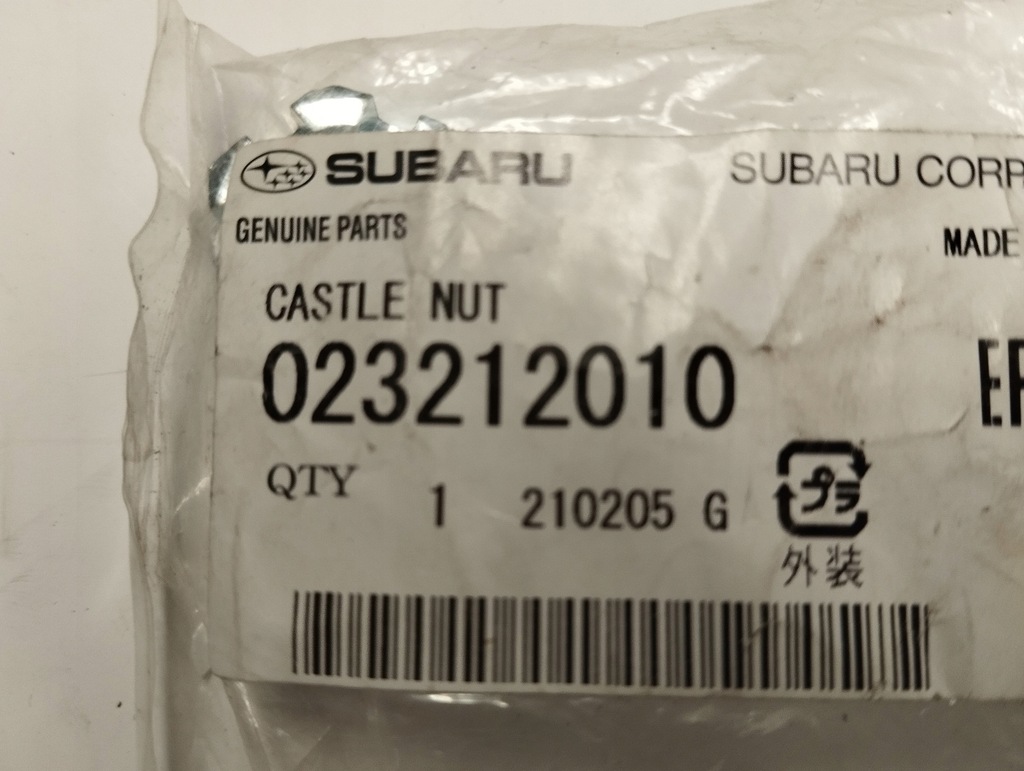 SUBARU SUBARU CORP
GENUINE PARTS MADE
CASTLE NUT
023212010
QTY 1 210205 G
プラ
外装